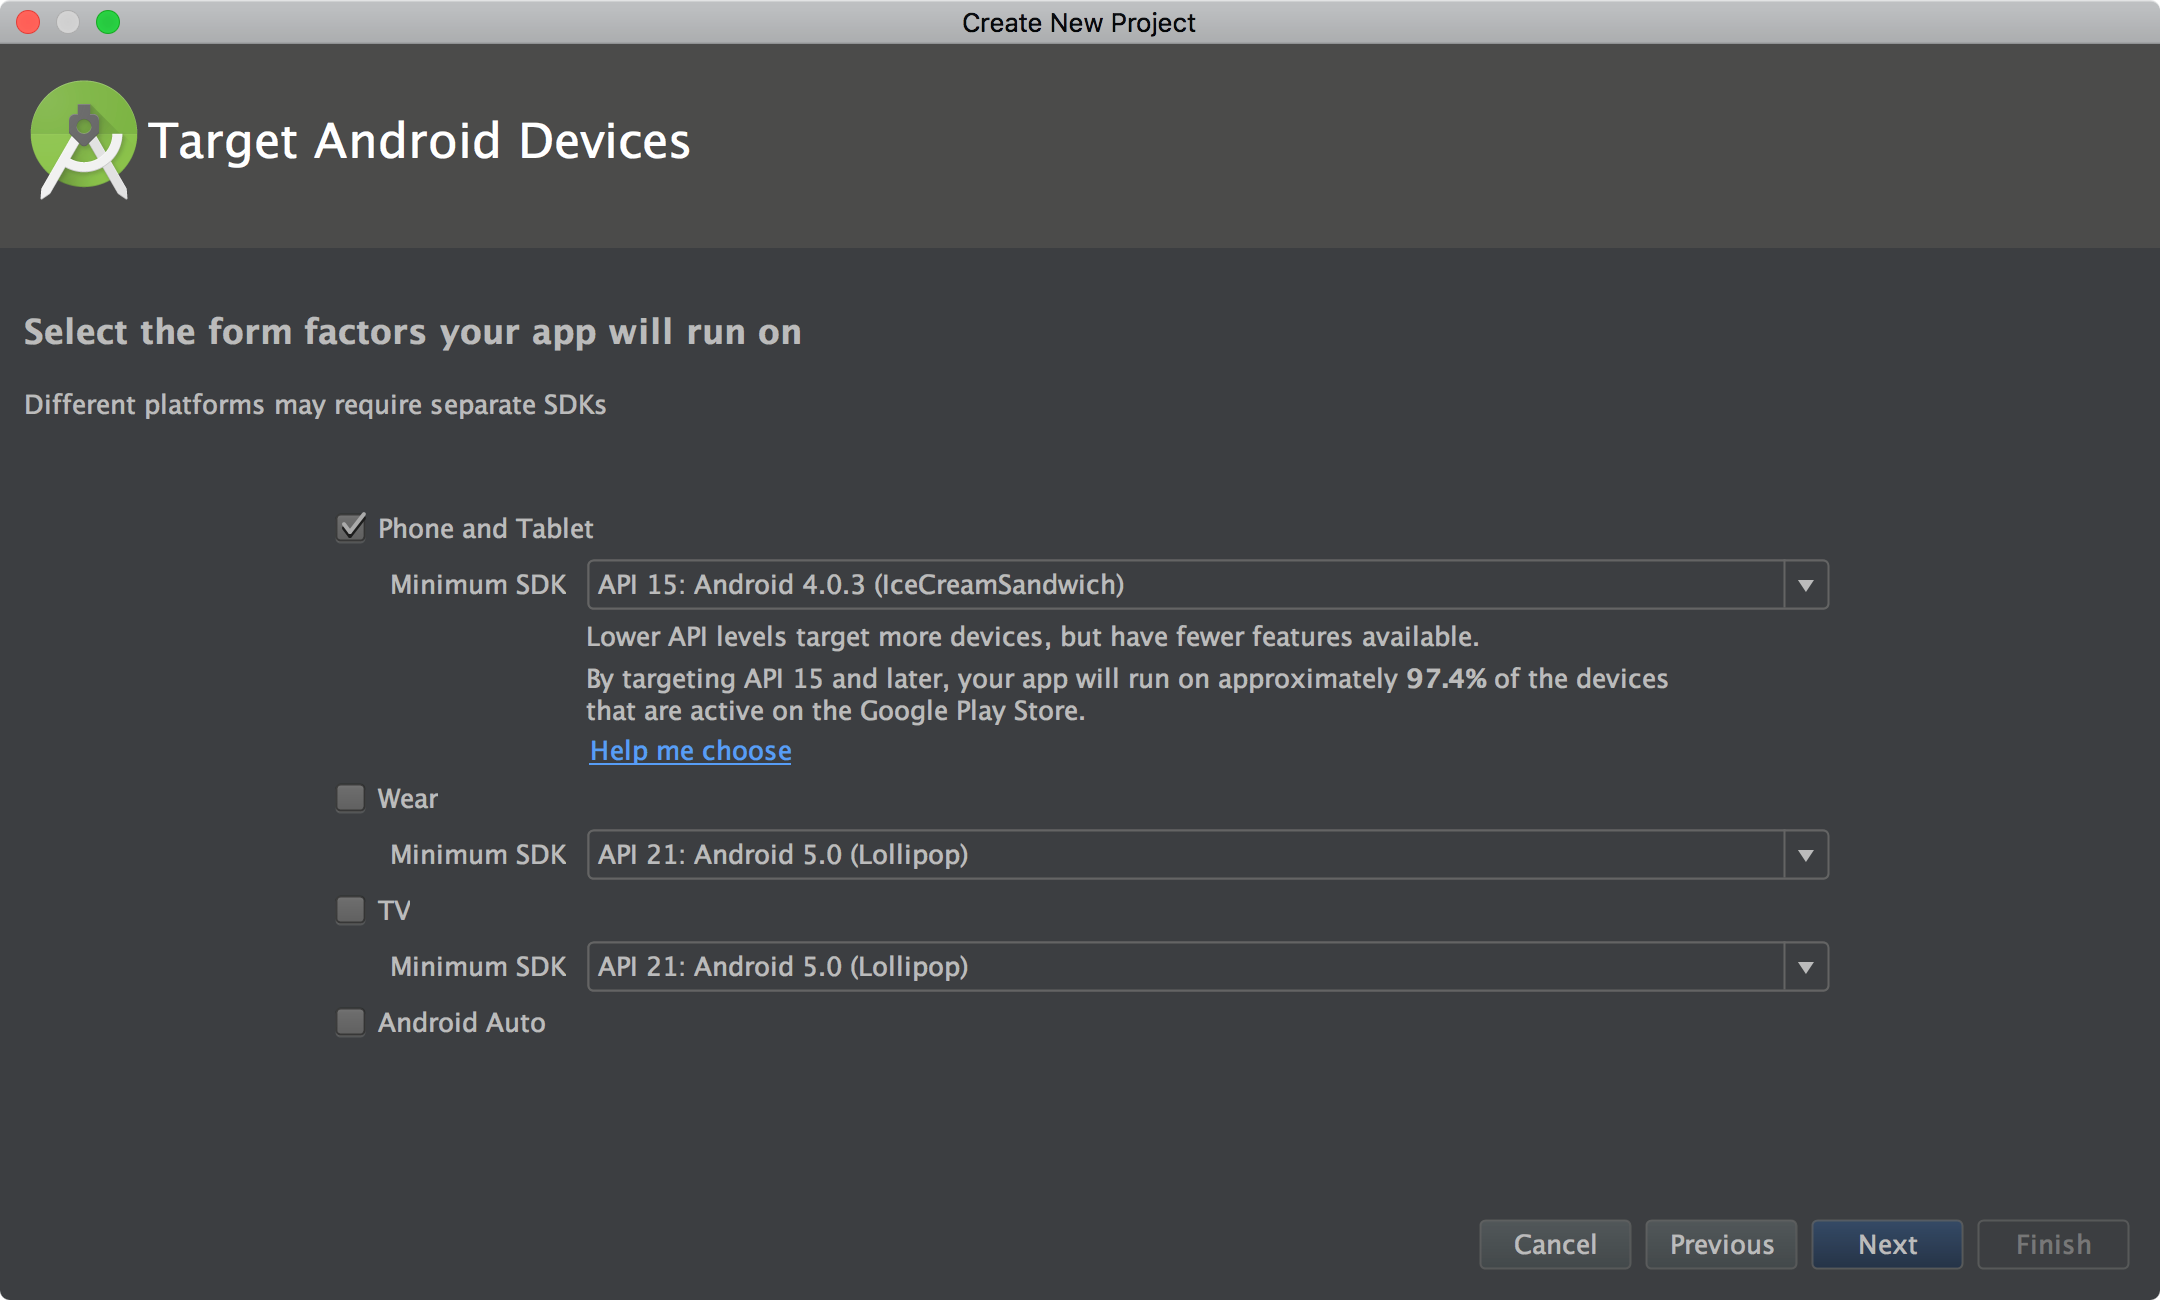 Create New Project
Target Android Devices
Select the form factors your app will run on
Different platforms may require separate SDKs
Phone and Tablet
Minimum SDK API 15: Android 4.0.3 (IceCreamSandwich)
Lower API levels target more devices, but have fewer features available.
By targeting API 15 and later, your app will run on approximately 97.4% of the devices
that are active on the Google Play Store.
Help me choose
Wear
Minimum SDK API 21: Android 5.0 (Lollipop)
TV
Minimum SDK API 21: Android 5.0 (Lollipop)
Android Auto
Cancel Previous Next Finish